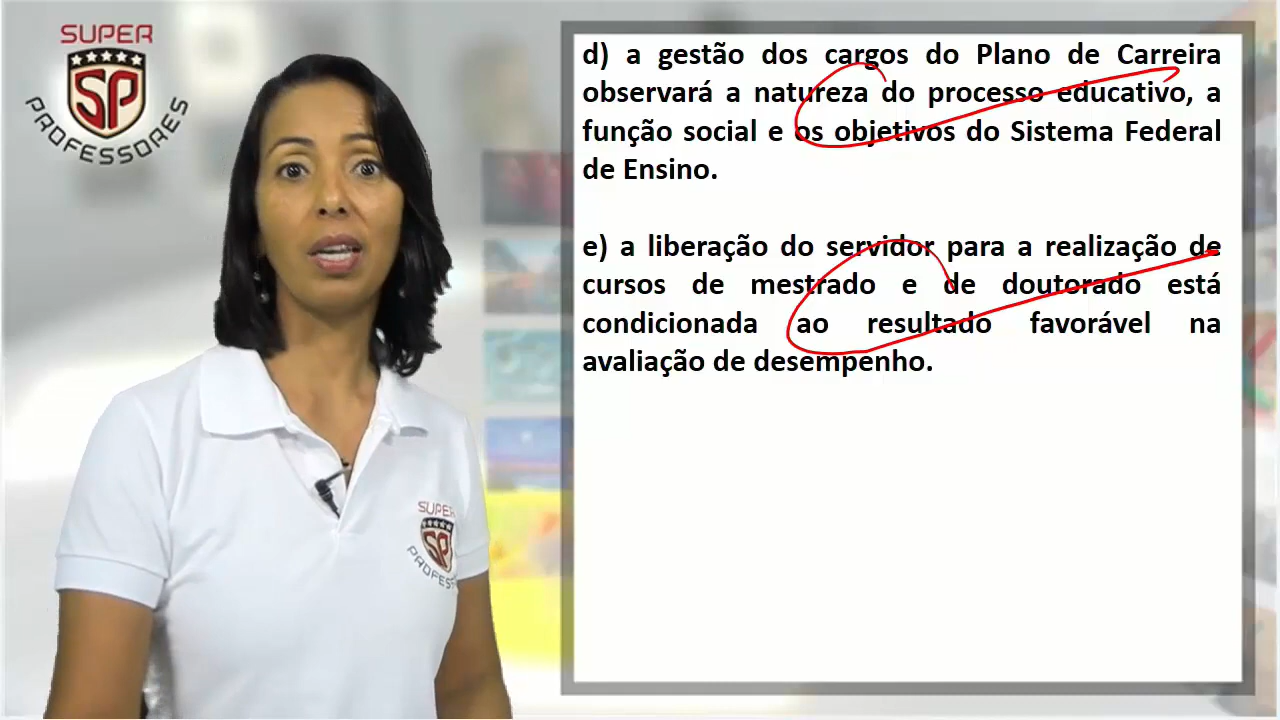 SUPER
SP
PROFESSORES
d) a gestão dos cargos do Plano de Carreira
observará a natureza do processo educativo, a
função social e os objetivos do Sistema Federal
de Ensino.
e) a liberação do servidor para a realização de
cursos de mestrado e de doutorado está
condicionada ao resultado favorável na
avaliação de desempenho.
SUPER
SP
PROFESSORES